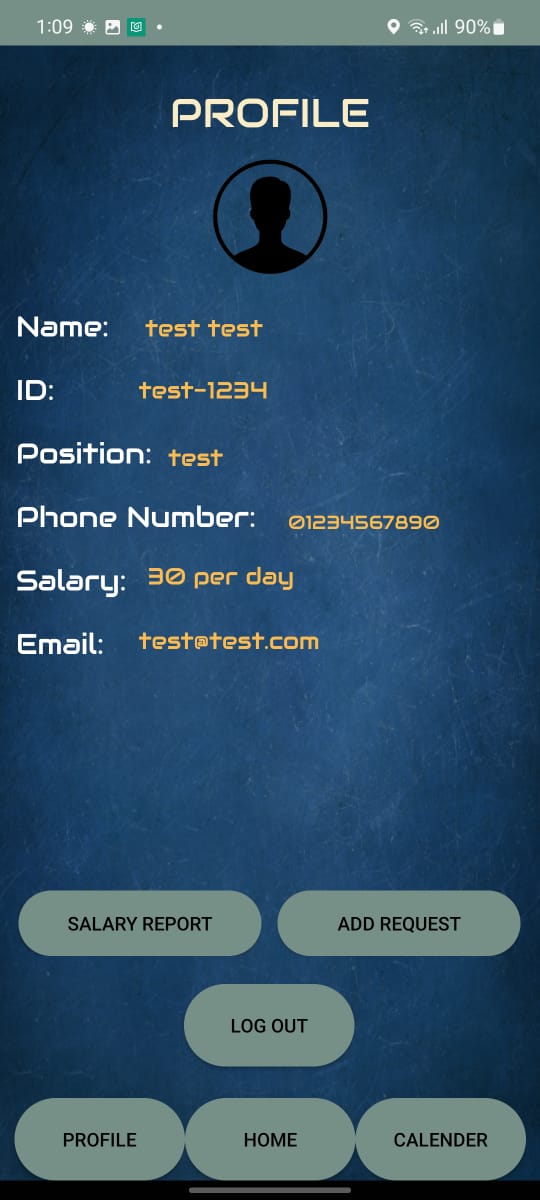 1:09 90%
PROFILE
Name: test test
ID: test-1234
Position: test
Phone Number: 01234567890
Salary: 30 per day
Email: test@test.com
SALARY REPORT ADD REQUEST
LOG OUT
PROFILE HOME CALENDER